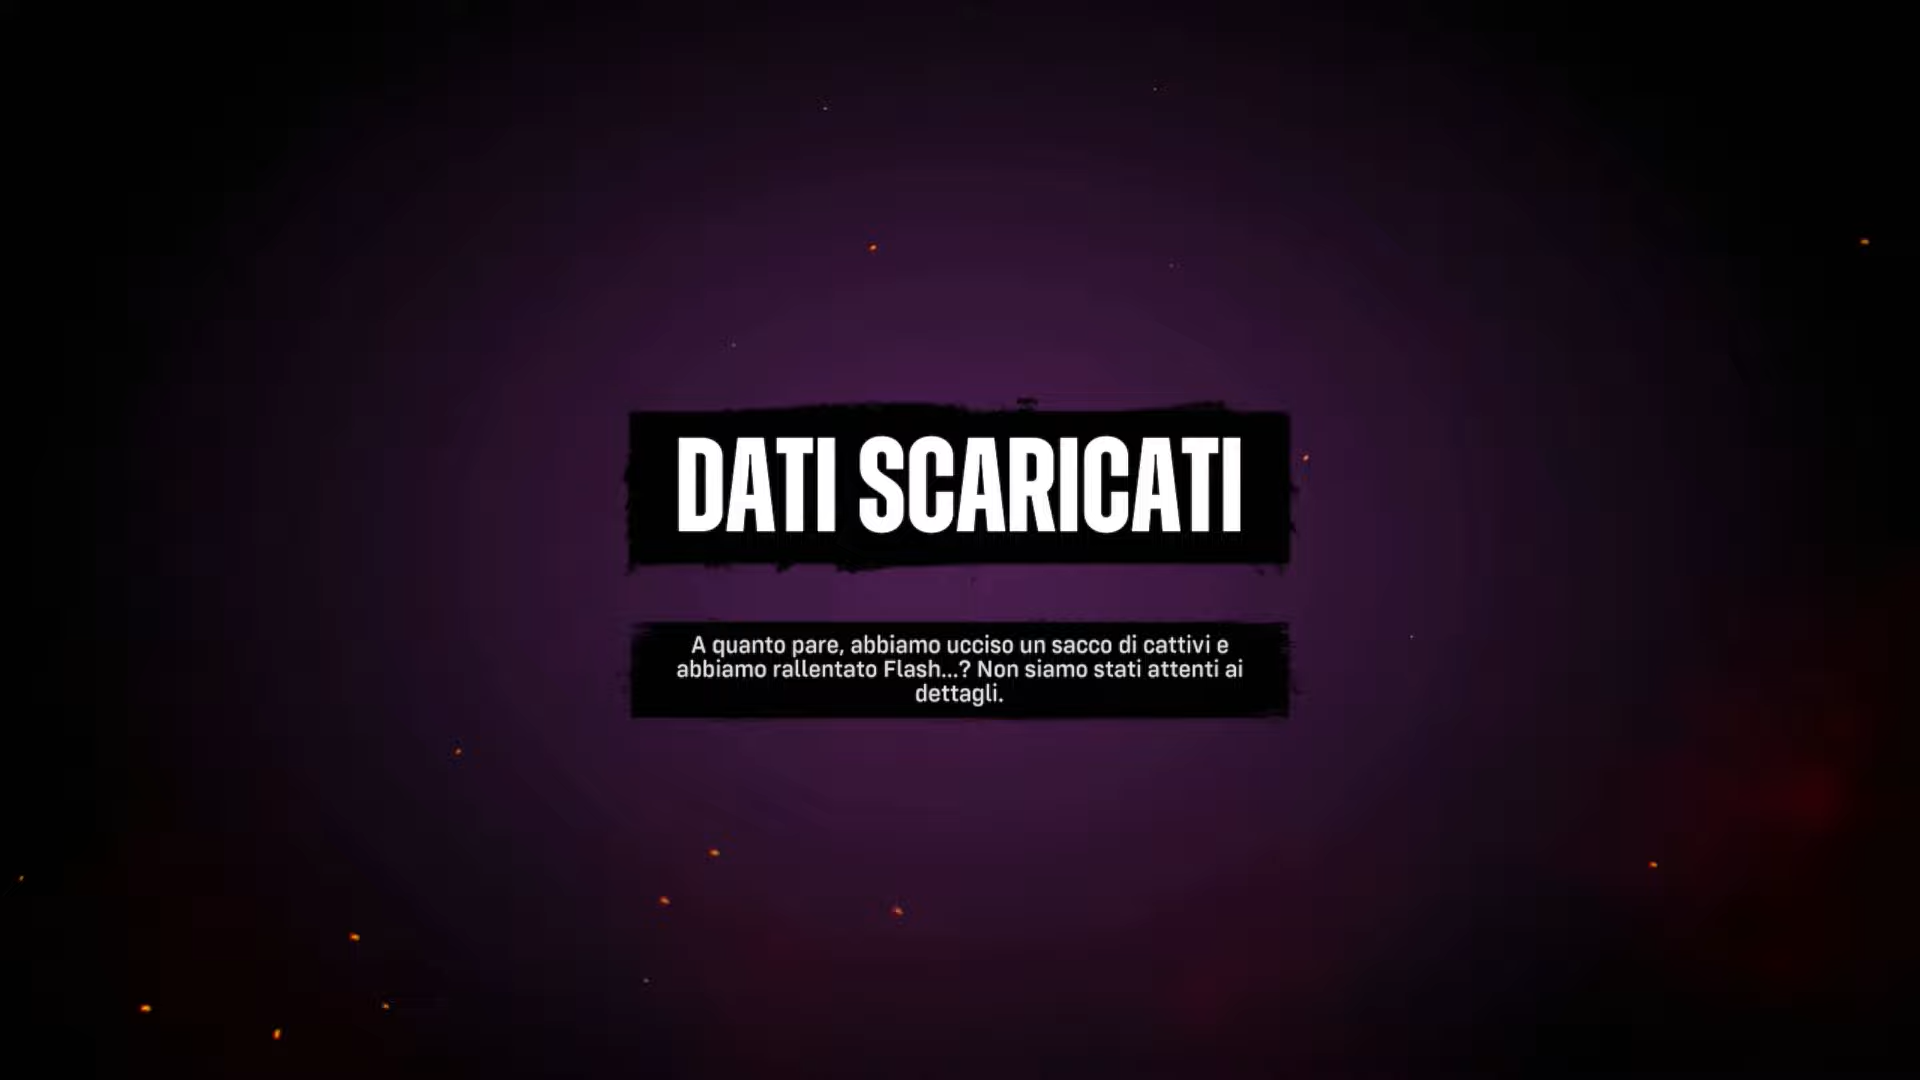 DATI SCARICATI
A quanto pare, abbiamo ucciso un sacco di cattivi e
abbiamo rallentato Flash...? Non siamo stati attenti ai
dettagli.